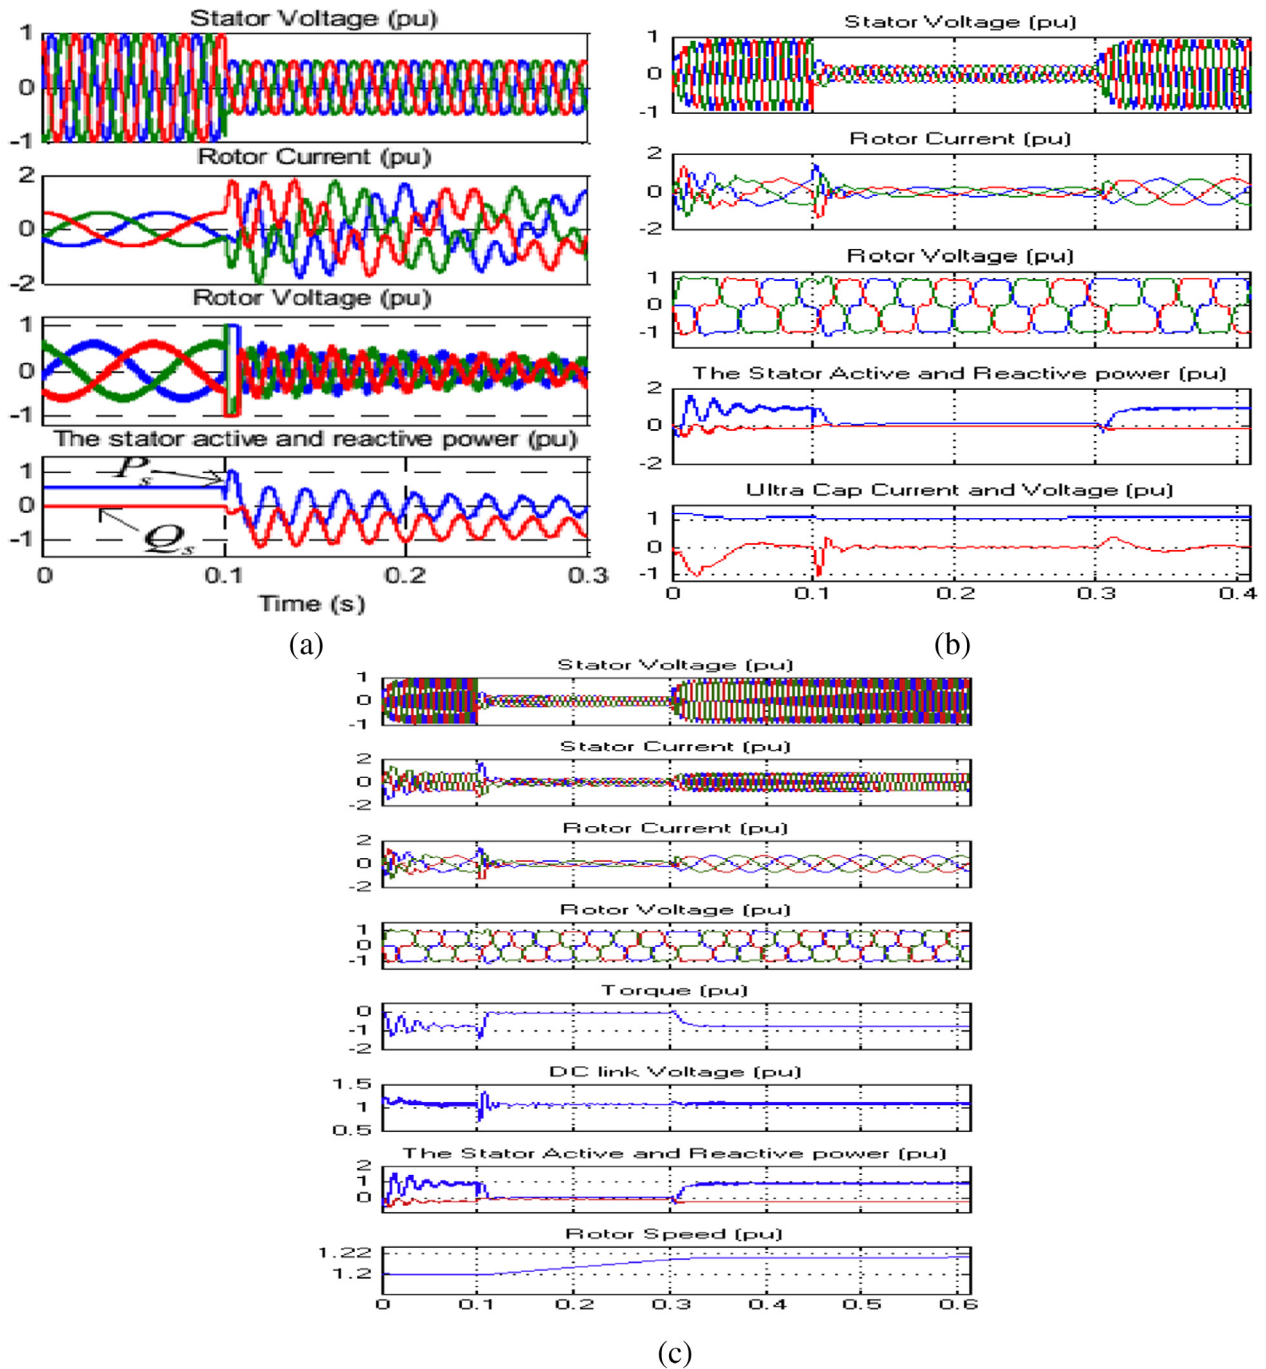 Stator Voltage (pu)
1
0
-1
Rotor Current (pu)
2
0
-2
Rotor Voltage (pu)
1
0
-1
The stator active and reactive power (pu)
1
0
-1
Ps
Qs
0 0.1 0.2 0.3
Time (s)
(a)
Stator Voltage (pu)
1
0
-1
Rotor Current (pu)
2
0
-2
Rotor Voltage (pu)
1
0
-1
The Stator Active and Reactive power (pu)
2
0
-2
Ultra Cap Current and Voltage (pu)
1
0
-1
0 0.1 0.2 0.3 0.4
(b)
Stator Voltage (pu)
1
0
-1
Stator Current (pu)
2
0
-2
Rotor Current (pu)
2
0
-2
Rotor Voltage (pu)
1
0
-1
Torque (pu)
0
-1
-2
DC link Voltage (pu)
1.5
1
0.5
The Stator Active and Reactive power (pu)
2
1
0
Rotor Speed (pu)
1.22
1.2
0 0.1 0.2 0.3 0.4 0.5 0.6
(c)